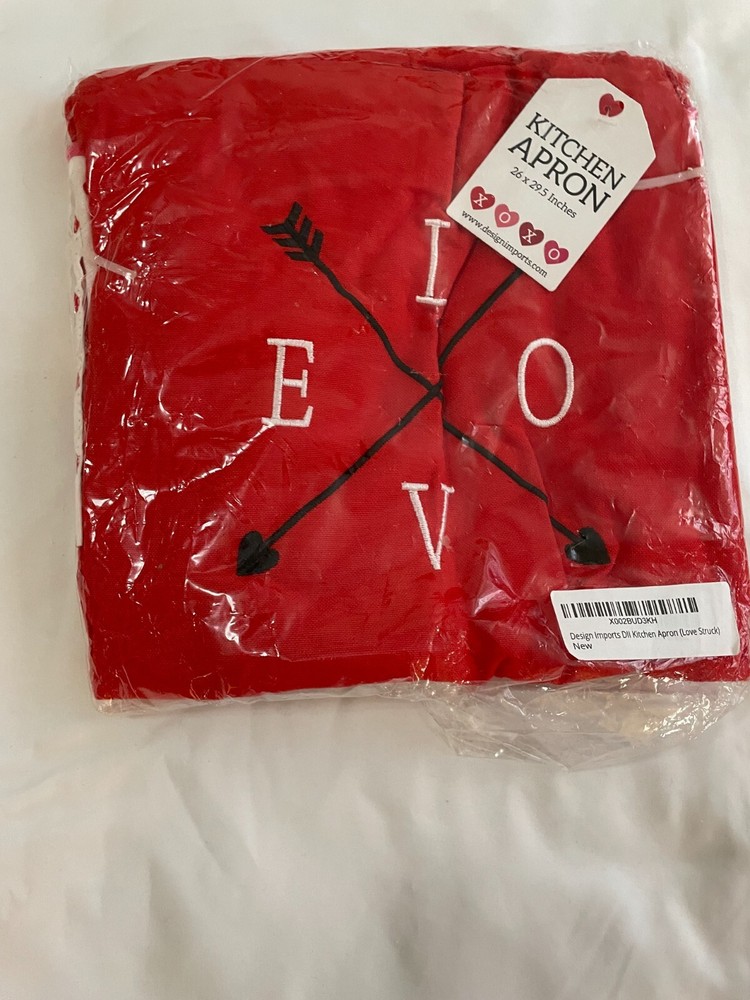 KITCHEN
APRON
26 x 29.5 Inches
X O X O
www.designimports.com
I
E O
V
X002BUD3KH
Design Imports DII Kitchen Apron (Love Struck)
New